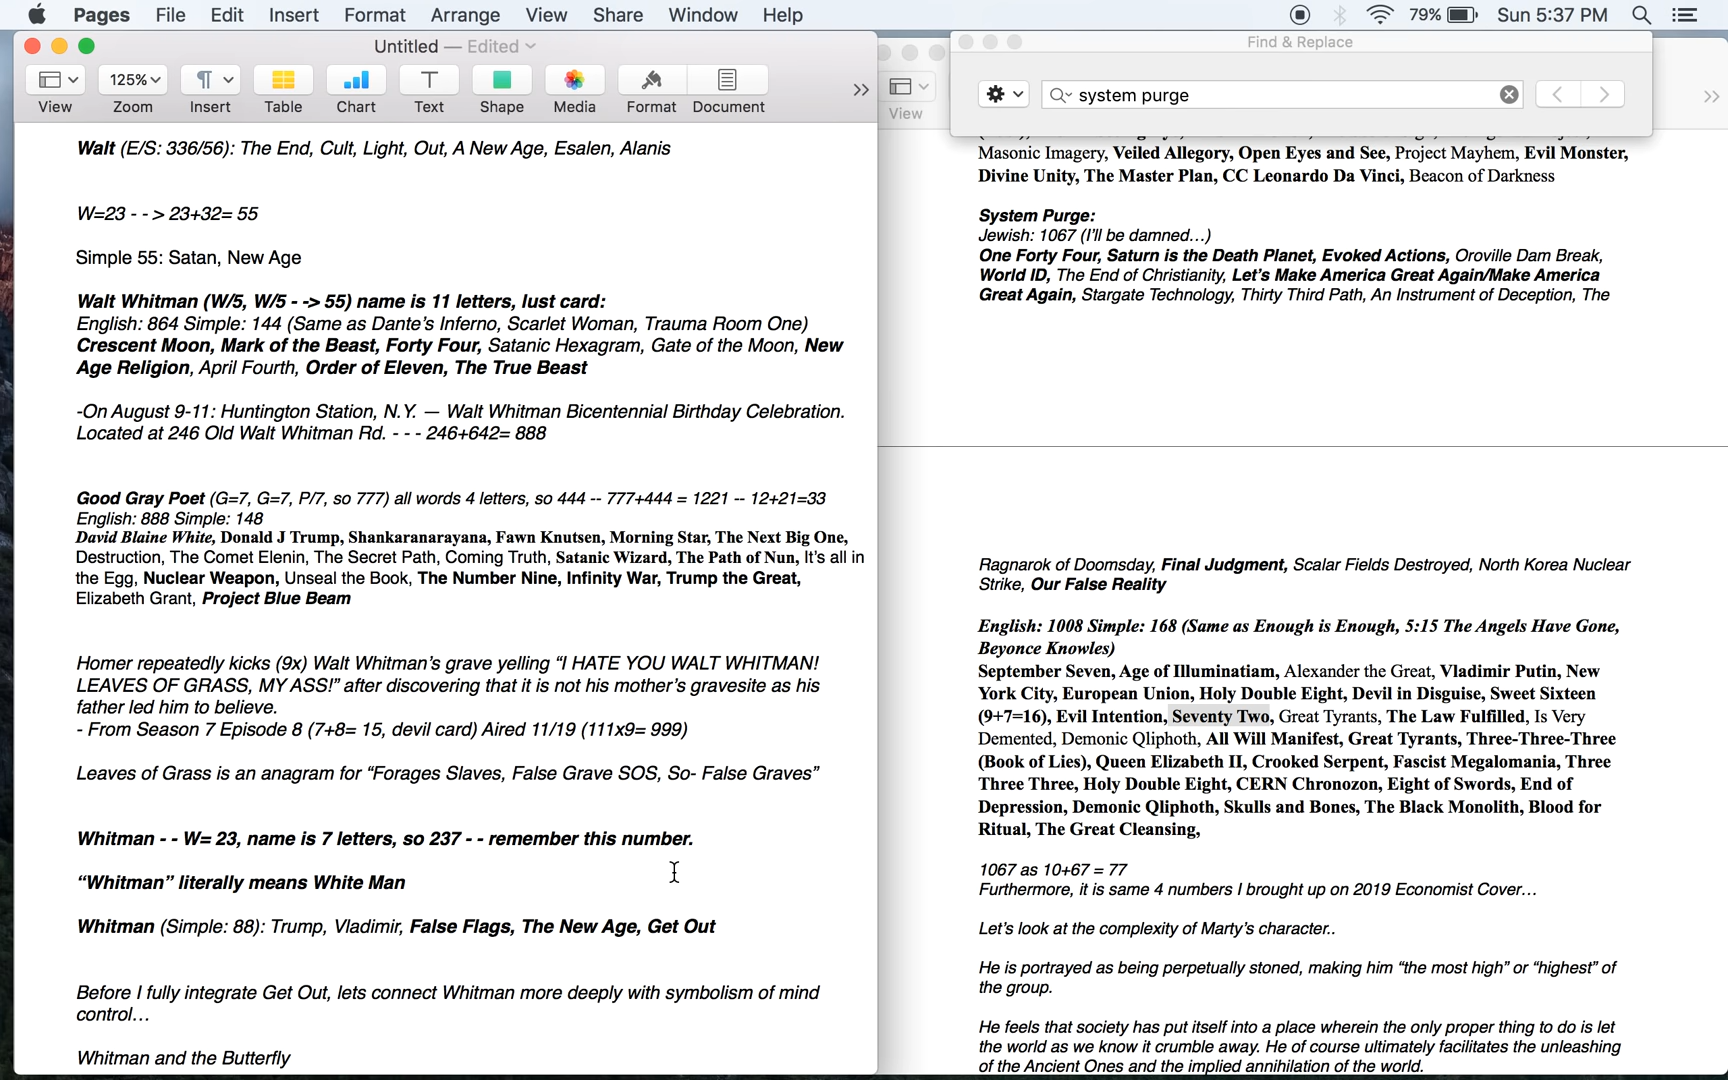 Pages File Edit Insert Format Arrange View Share Window Help 79% Sun 5:37 PM
Untitled — Edited
125%
View Zoom Insert Table Chart Text Shape Media Format Document
Walt (E/S: 336/56): The End, Cult, Light, Out, A New Age, Esalen, Alanis
W=23 - - > 23+32= 55
Simple 55: Satan, New Age
Walt Whitman (W/5, W/5 - -> 55) name is 11 letters, lust card:
English: 864 Simple: 144 (Same as Dante's Inferno, Scarlet Woman, Trauma Room One)
Crescent Moon, Mark of the Beast, Forty Four, Satanic Hexagram, Gate of the Moon, New
Age Religion, April Fourth, Order of Eleven, The True Beast
-On August 9-11: Huntington Station, N.Y. — Walt Whitman Bicentennial Birthday Celebration.
Located at 246 Old Walt Whitman Rd. - - - 246+642= 888
Good Gray Poet (G=7, G=7, P/7, so 777) all words 4 letters, so 444 -- 777+444 = 1221 -- 12+21=33
English: 888 Simple: 148
David Blaine White, Donald J Trump, Shankaranarayana, Fawn Knutsen, Morning Star, The Next Big One,
Destruction, The Comet Elenin, The Secret Path, Coming Truth, Satanic Wizard, The Path of Nun, It's all in
the Egg, Nuclear Weapon, Unseal the Book, The Number Nine, Infinity War, Trump the Great,
Elizabeth Grant, Project Blue Beam
Homer repeatedly kicks (9x) Walt Whitman's grave yelling “I HATE YOU WALT WHITMAN!
LEAVES OF GRASS, MY ASS!” after discovering that it is not his mother's gravesite as his
father led him to believe.
- From Season 7 Episode 8 (7+8= 15, devil card) Aired 11/19 (111x9= 999)
Leaves of Grass is an anagram for “Forages Slaves, False Grave SOS, So- False Graves”
Whitman - - W= 23, name is 7 letters, so 237 - - remember this number.
“Whitman” literally means White Man
Whitman (Simple: 88): Trump, Vladimir, False Flags, The New Age, Get Out
Before I fully integrate Get Out, lets connect Whitman more deeply with symbolism of mind
control…
Whitman and the Butterfly
Find & Replace
system purge
View
Masonic Imagery, Veiled Allegory, Open Eyes and See, Project Mayhem, Evil Monster,
Divine Unity, The Master Plan, CC Leonardo Da Vinci, Beacon of Darkness
System Purge:
Jewish: 1067 (I'll be damned…)
One Forty Four, Saturn is the Death Planet, Evoked Actions, Oroville Dam Break,
World ID, The End of Christianity, Let's Make America Great Again/Make America
Great Again, Stargate Technology, Thirty Third Path, An Instrument of Deception, The
Ragnarok of Doomsday, Final Judgment, Scalar Fields Destroyed, North Korea Nuclear
Strike, Our False Reality
English: 1008 Simple: 168 (Same as Enough is Enough, 5:15 The Angels Have Gone,
Beyonce Knowles)
September Seven, Age of Illuminatiam, Alexander the Great, Vladimir Putin, New
York City, European Union, Holy Double Eight, Devil in Disguise, Sweet Sixteen
(9+7=16), Evil Intention, Seventy Two, Great Tyrants, The Law Fulfilled, Is Very
Demented, Demonic Qliphoth, All Will Manifest, Great Tyrants, Three-Three-Three
(Book of Lies), Queen Elizabeth II, Crooked Serpent, Fascist Megalomania, Three
Three Three, Holy Double Eight, CERN Chronozon, Eight of Swords, End of
Depression, Demonic Qliphoth, Skulls and Bones, The Black Monolith, Blood for
Ritual, The Great Cleansing,
1067 as 10+67 = 77
Furthermore, it is same 4 numbers I brought up on 2019 Economist Cover…
Let's look at the complexity of Marty's character..
He is portrayed as being perpetually stoned, making him “the most high” or “highest” of
the group.
He feels that society has put itself into a place wherein the only proper thing to do is let
the world as we know it crumble away. He of course ultimately facilitates the unleashing
of the Ancient Ones and the implied annihilation of the world.